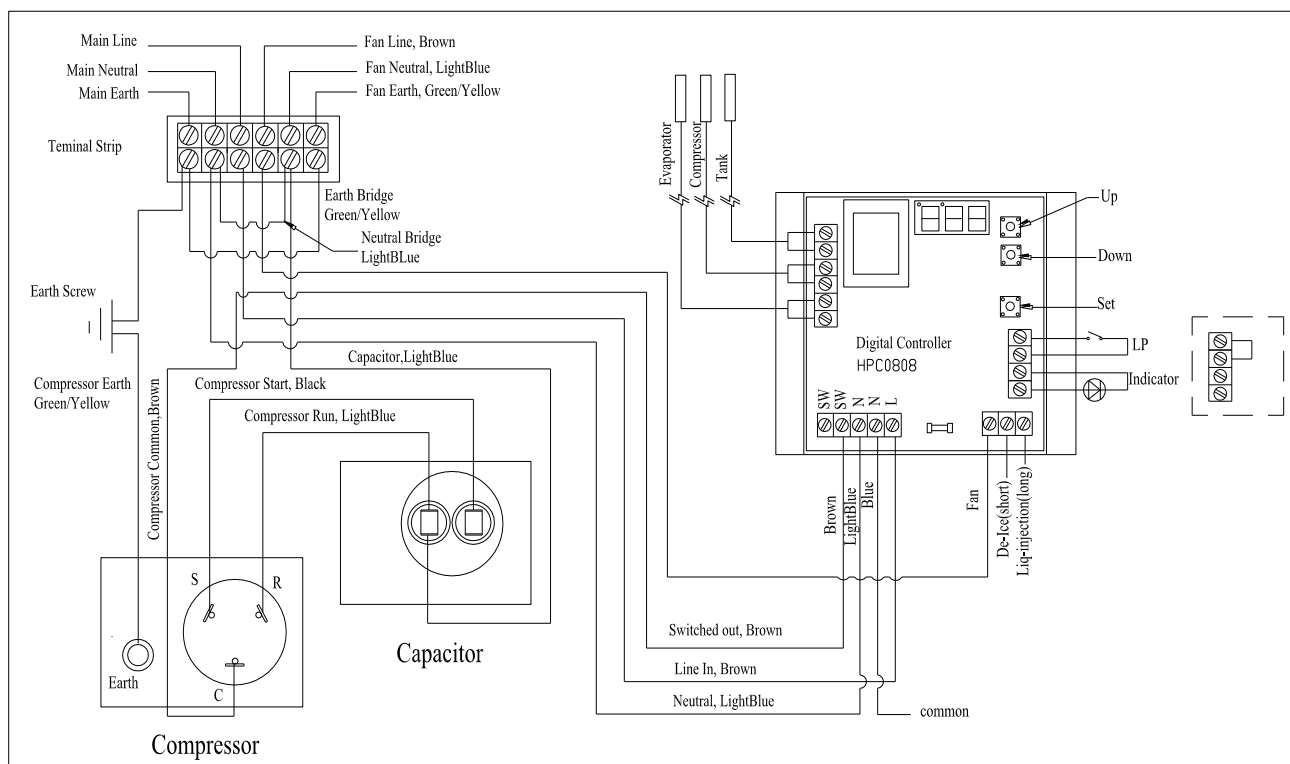 Main Line
Main Neutral
Main Earth
Fan Line, Brown
Fan Neutral, LightBlue
Fan Earth, Green/Yellow
Teminal Strip
Earth Bridge
Green/Yellow
Neutral Bridge
LightBLue
Earth Screw
Compressor Earth
Green/Yellow
Capacitor,LightBlue
Compressor Start, Black
Compressor Run, LightBlue
Compressor Common,Brown
Evaporator
Compressor
Tank
Up
Down
Set
LP
Indicator
Digital Controller
HPC0808
SW
SW
N
N
L
Brown
LightBlue
Blue
Fan
De-Ice(short)
Liq-injection(long)
S
R
C
Earth
Compressor
Capacitor
Switched out, Brown
Line In, Brown
Neutral, LightBlue
common